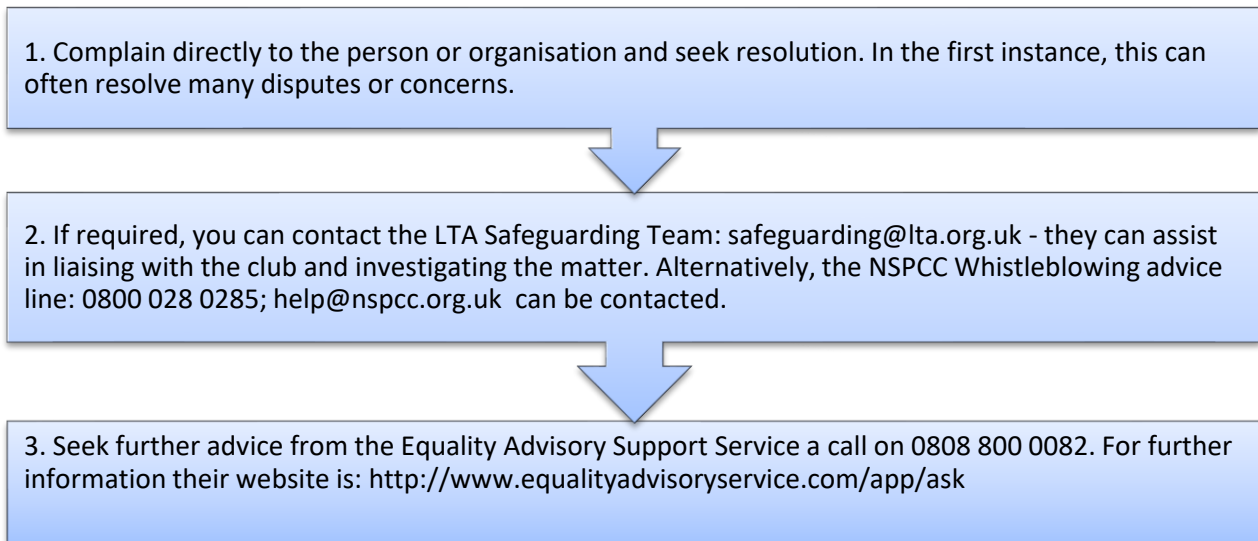 1. Complain directly to the person or organisation and seek resolution. In the first instance, this can
often resolve many disputes or concerns.
2. If required, you can contact the LTA Safeguarding Team: safeguarding@lta.org.uk - they can assist
in liaising with the club and investigating the matter. Alternatively, the NSPCC Whistleblowing advice
line: 0800 028 0285; help@nspcc.org.uk  can be contacted.
3. Seek further advice from the Equality Advisory Support Service a call on 0808 800 0082. For further
information their website is: http://www.equalityadvisoryservice.com/app/ask